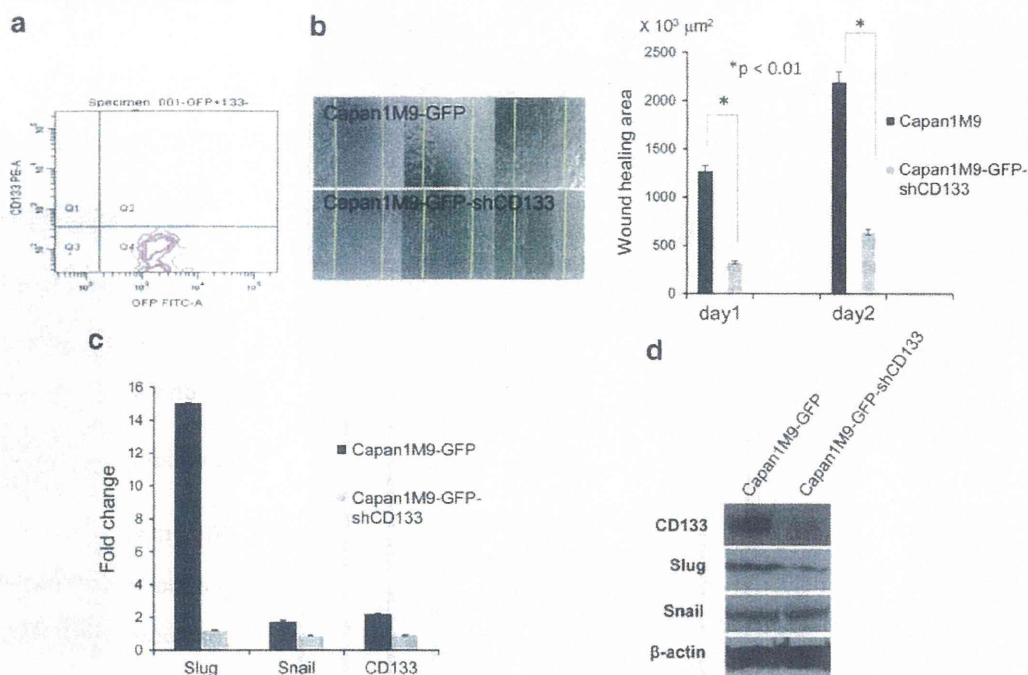 a
Specimen_001-GFP+133-
CD133 PE-A
Q1
Q2
Q3
Q4
GFP FITC-A
b
Capan1M9-GFP
Capan1M9-GFP-shCD133
X 10³ μm²
Wound healing area
2500
2000
1500
1000
500
0
*p < 0.01
*
*
day1
day2
Capan1M9
Capan1M9-GFP-
shCD133
c
Fold change
16
14
12
10
8
6
4
2
0
Slug
Snail
CD133
Capan1M9-GFP
Capan1M9-GFP-
shCD133
d
Capan1M9-GFP
Capan1M9-GFP-shCD133
CD133
Slug
Snail
β-actin